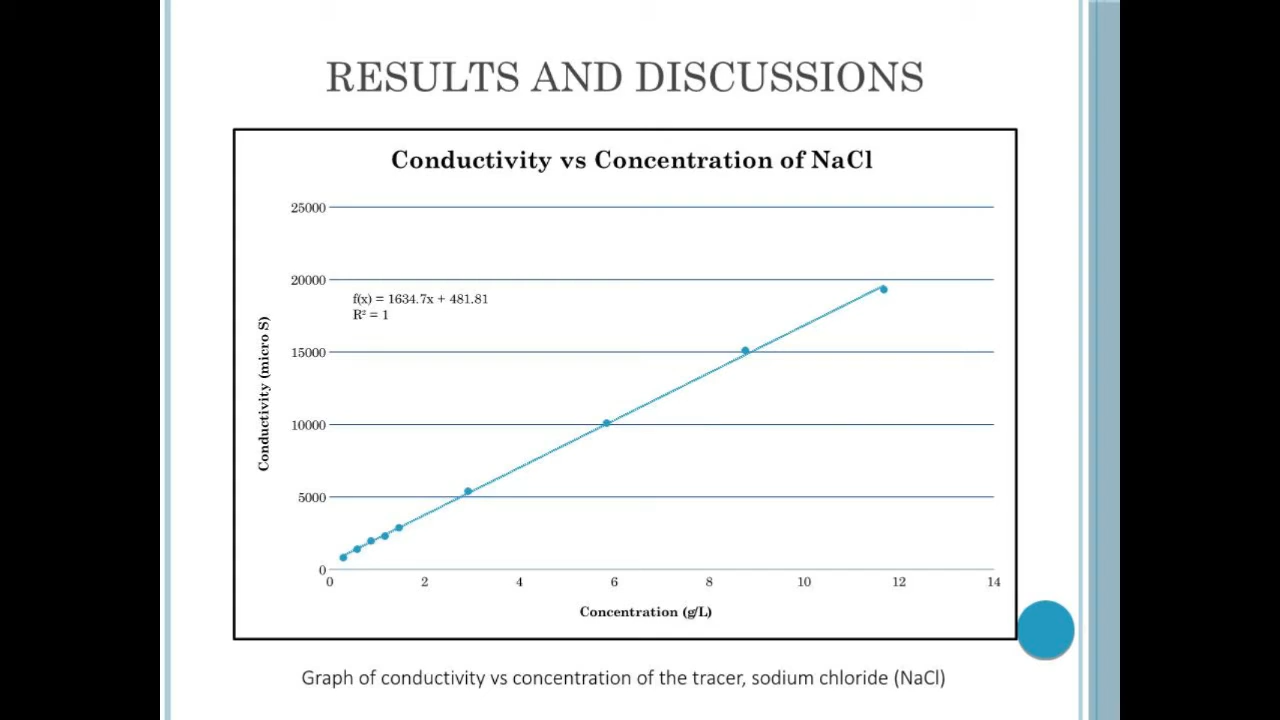 RESULTS AND DISCUSSIONS
Conductivity vs Concentration of NaCl
25000
20000
f(x) = 1634.7x + 481.81
R² = 1
15000
10000
5000
0
Conductivity (micro S)
0 2 4 6 8 10 12 14
Concentration (g/L)
Graph of conductivity vs concentration of the tracer, sodium chloride (NaCl)